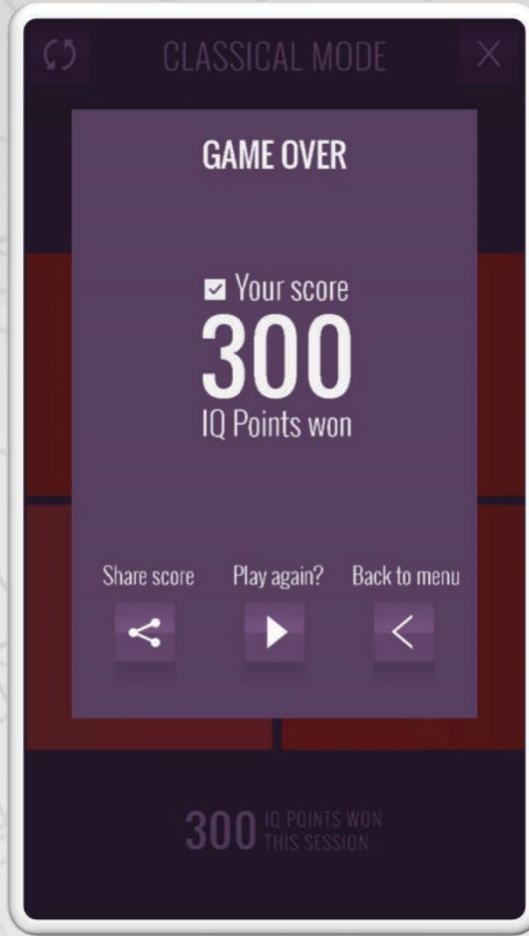 CLASSICAL MODE
GAME OVER
Your score
300
IQ Points won
Share score
Play again?
Back to menu
300 IQ POINTS WON
THIS SESSION